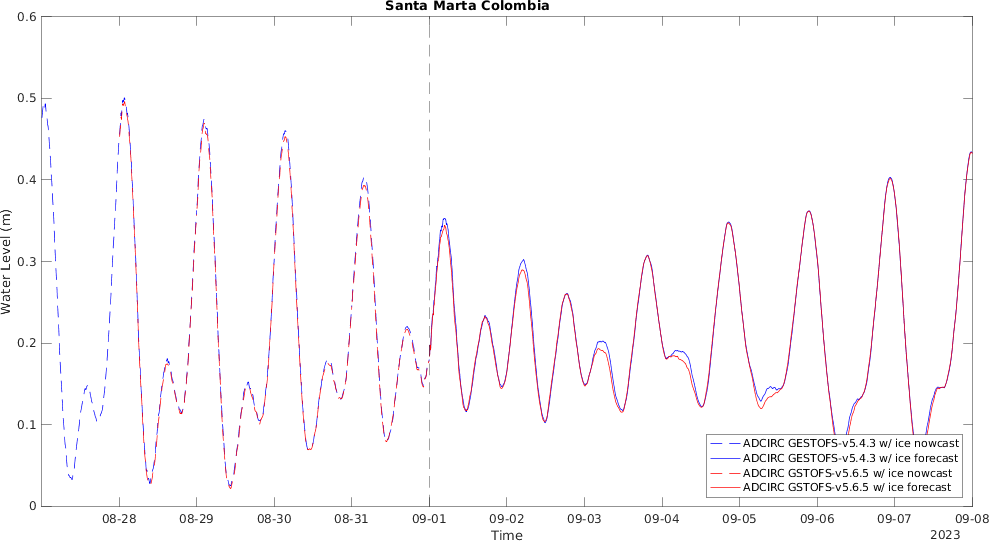 Santa Marta Colombia
0.6
0.5
0.4
0.3
0.2
0.1
0
Water Level (m)
ADCIRC GESTOFS-v5.4.3 w/ ice nowcast
ADCIRC GESTOFS-v5.4.3 w/ ice forecast
ADCIRC GSTOFS-v5.6.5 w/ ice nowcast
ADCIRC GSTOFS-v5.6.5 w/ ice forecast
08-28 08-29 08-30 08-31 09-01 09-02 09-03 09-04 09-05 09-06 09-07 09-08
Time
2023